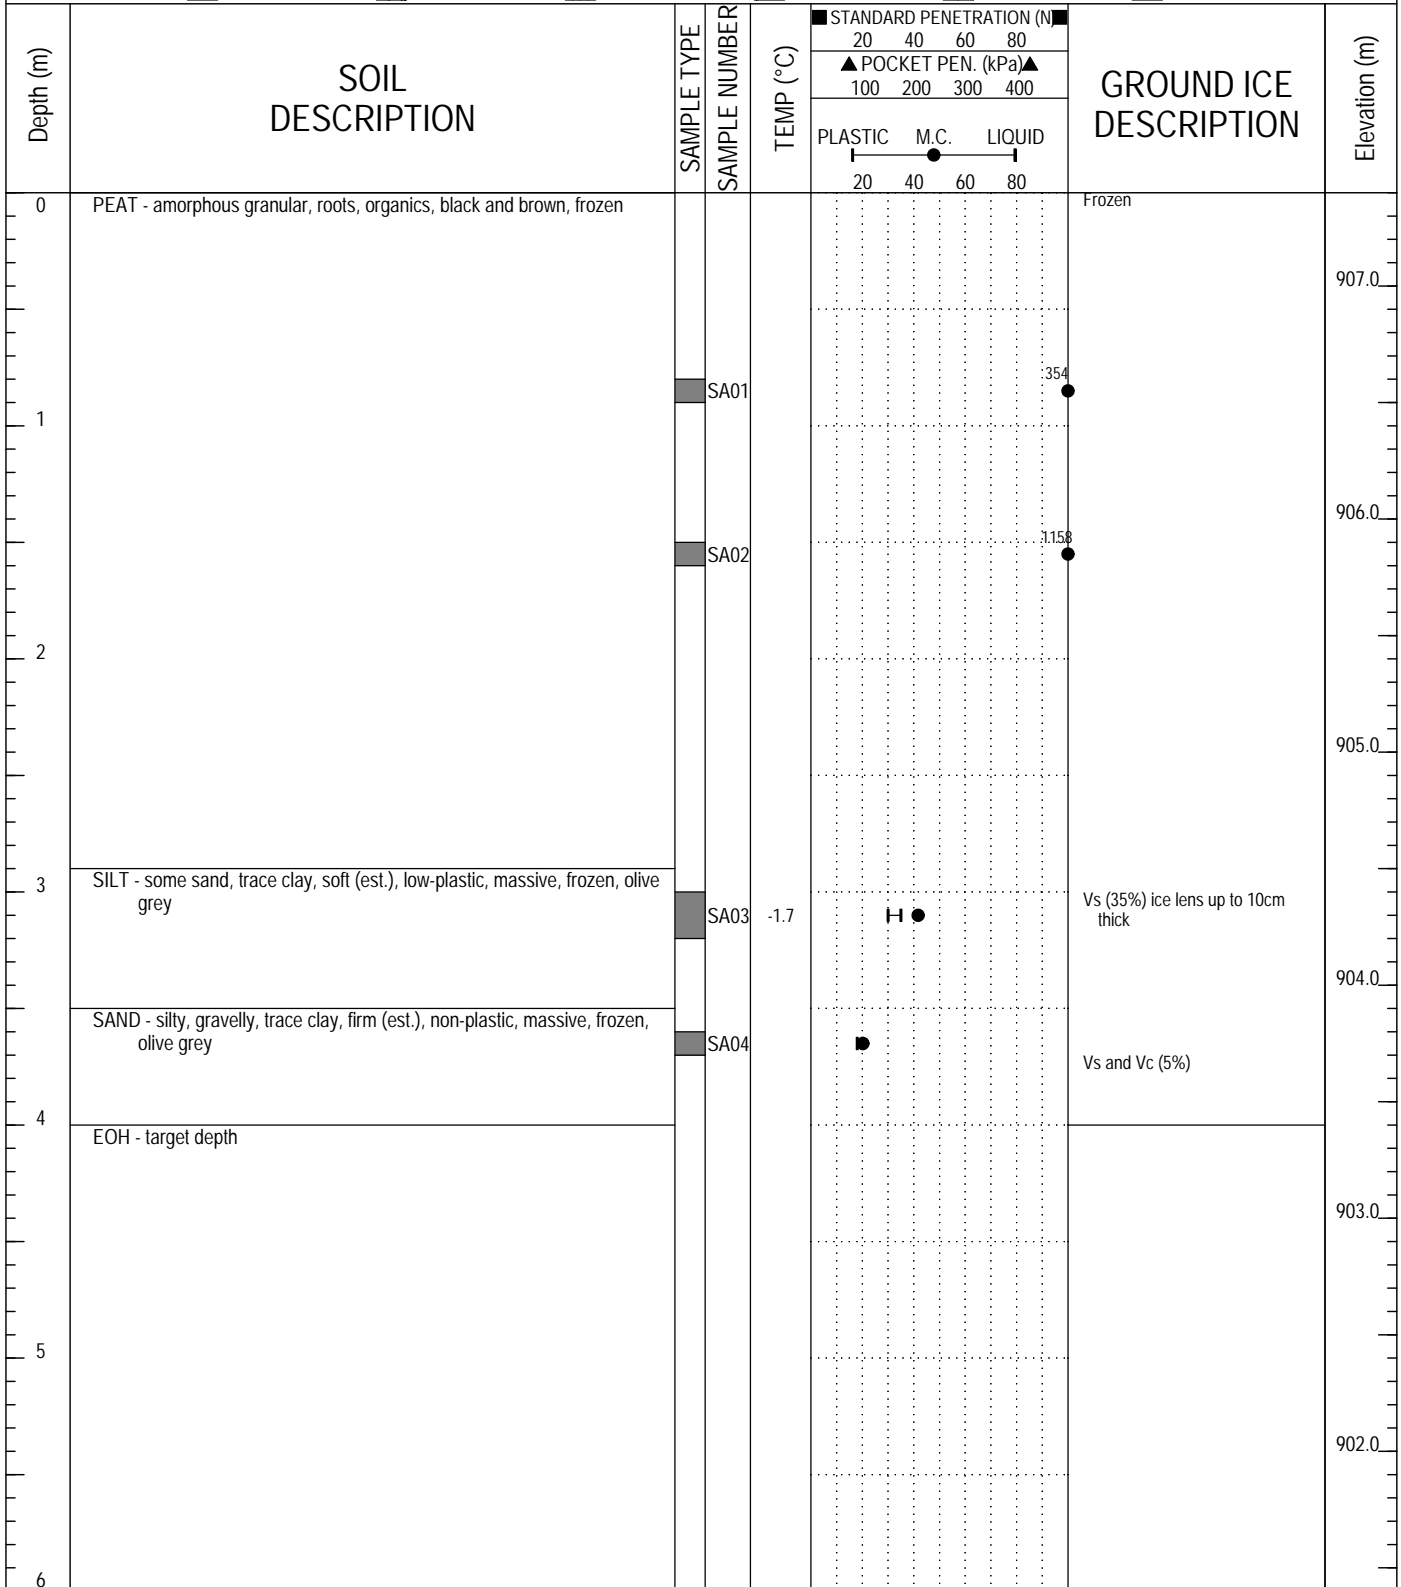 Depth (m)
SOIL
DESCRIPTION
SAMPLE TYPE
SAMPLE NUMBER
TEMP (°C)
■ STANDARD PENETRATION (N) ■
20 40 60 80
▲ POCKET PEN. (kPa) ▲
100 200 300 400
PLASTIC M.C. LIQUID
20 40 60 80
GROUND ICE
DESCRIPTION
Elevation (m)
0
PEAT - amorphous granular, roots, organics, black and brown, frozen
Frozen
907.0
354
SA01
1
906.0
1158
SA02
2
905.0
3
SILT - some sand, trace clay, soft (est.), low-plastic, massive, frozen, olive
grey
SA03
-1.7
Vs (35%) ice lens up to 10cm
thick
904.0
SAND - silty, gravelly, trace clay, firm (est.), non-plastic, massive, frozen,
olive grey
SA04
Vs and Vc (5%)
4
EOH - target depth
903.0
5
902.0
6